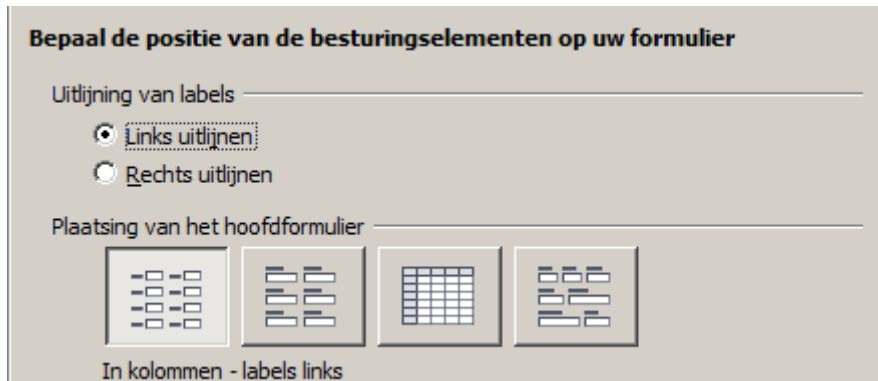 Bepaal de positie van de besturingselementen op uw formulier
Uitlijning van labels
Links uitlijnen
Rechts uitlijnen
Plaatsing van het hoofdformulier
In kolommen - labels links